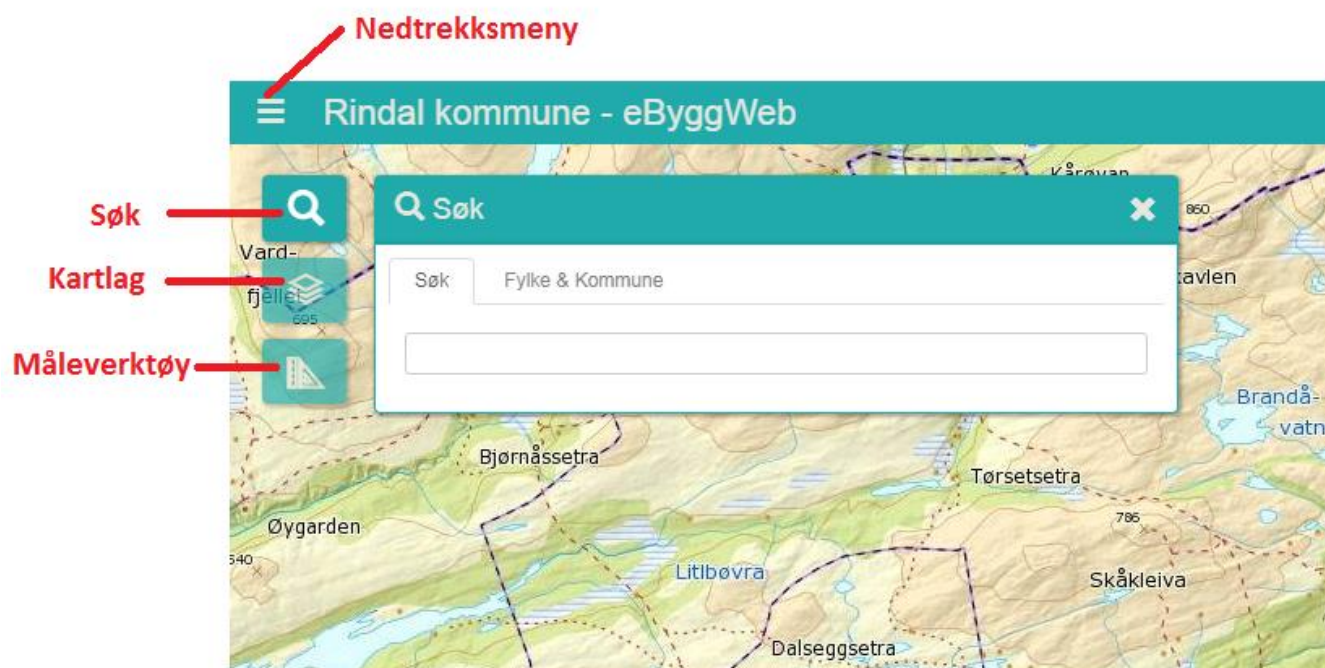 Nedtrekksmeny
Rindal kommune - eByggWeb
Kårøyan
Søk
Søk
860
Vard-
fjellet
Kartlag
Søk
Fylke & Kommune
kavlen
695
Måleverktøy
Brandå-
vatn
Bjørnåssetra
Tørsetsetra
Øygarden
786
540
Litlbøvra
Skåkleiva
Dalseggsetra